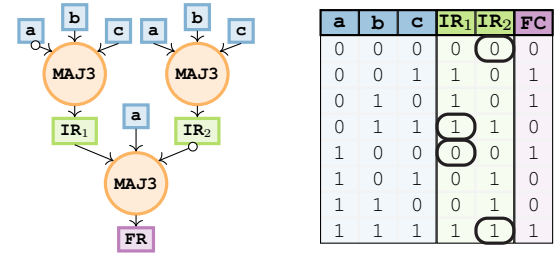 a b c
MAJ3
IR1
a b c
MAJ3
IR2
a
MAJ3
FR
a b c IR1 IR2 FC
0 0 0 0 0 1
0 0 1 1 0 1
0 1 0 1 0 1
0 1 1 1 1 0
1 0 0 0 0 1
1 0 1 0 1 0
1 1 0 0 1 0
1 1 1 1 1 1